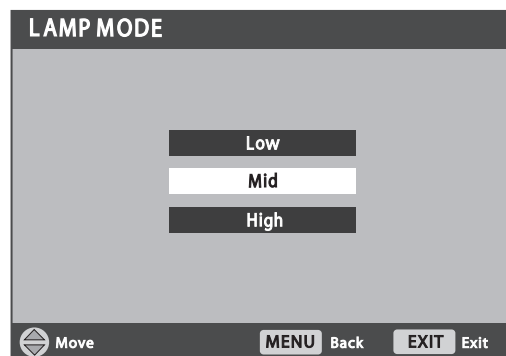 LAMP MODE
Low
Mid
High
Move MENU Back EXIT Exit